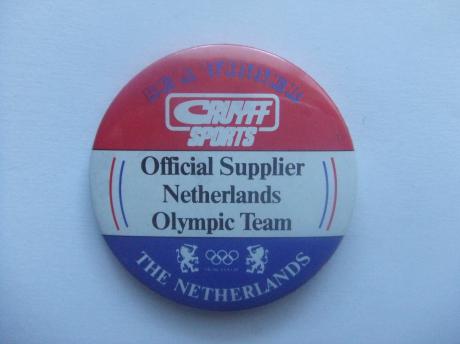 CRUYFF
SPORTS
Official Supplier
Netherlands
Olympic Team
THE NETHERLANDS